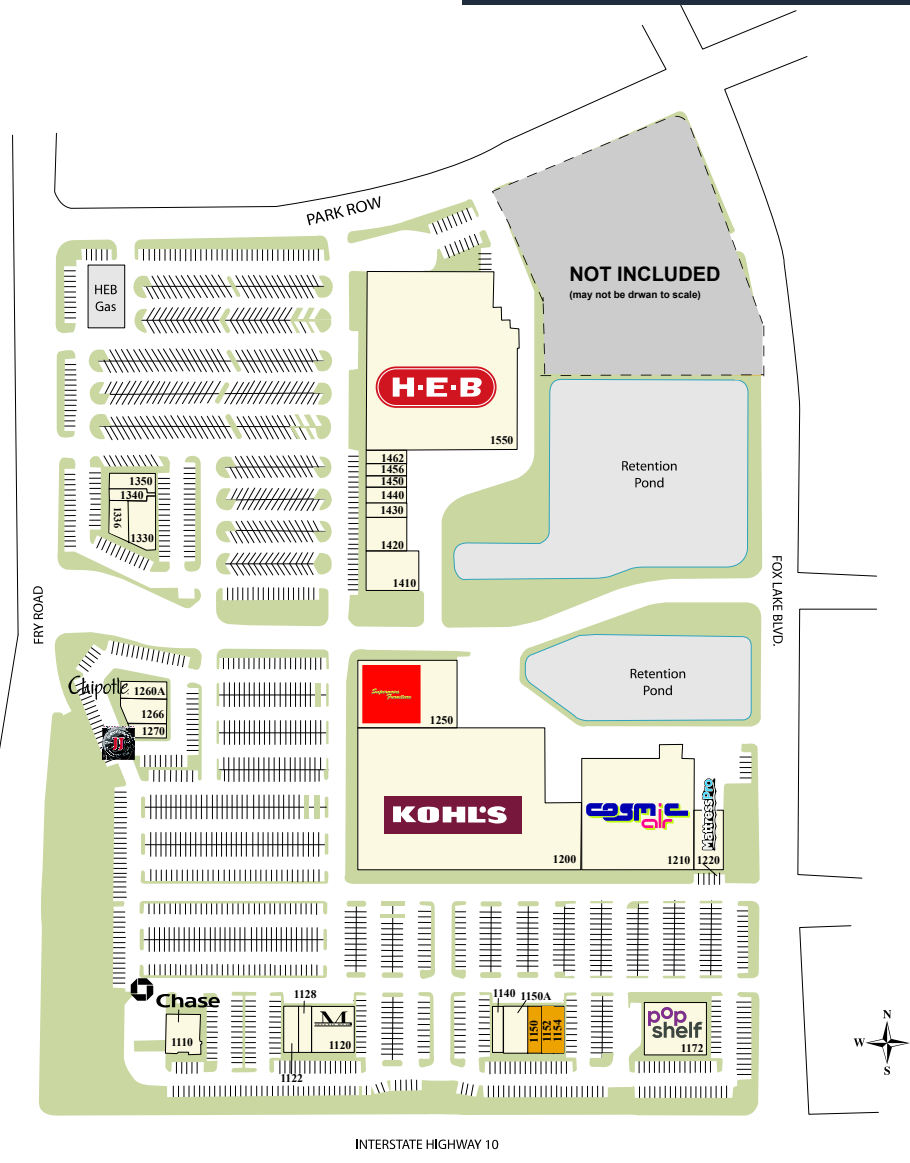 PARK ROW
NOT INCLUDED
(may not be drwan to scale)
HEB
Gas
H·E·B
1550
1462
1456
1450
1440
1430
1420
1410
1350
1340
1336
1330
Retention
Pond
FRY ROAD
FOX LAKE BLVD.
Chipotle
1260A
1266
1270
JJ
Supernova
Furniture
1250
Retention
Pond
KOHL'S
1200
cosmic
air
1210
MattressPro
1220
Chase
1110
1128
M
1120
1122
1140
1150A
1150
1152
1154
pop
shelf
1172
N
W
E
S
INTERSTATE HIGHWAY 10